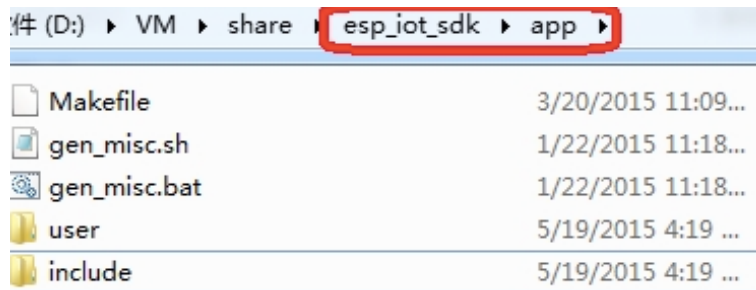 件 (D:) ▸ VM ▸ share ▸ esp_iot_sdk ▸ app ▸
Makefile 3/20/2015 11:09...
gen_misc.sh 1/22/2015 11:18...
gen_misc.bat 1/22/2015 11:18...
user 5/19/2015 4:19 ...
include 5/19/2015 4:19 ...